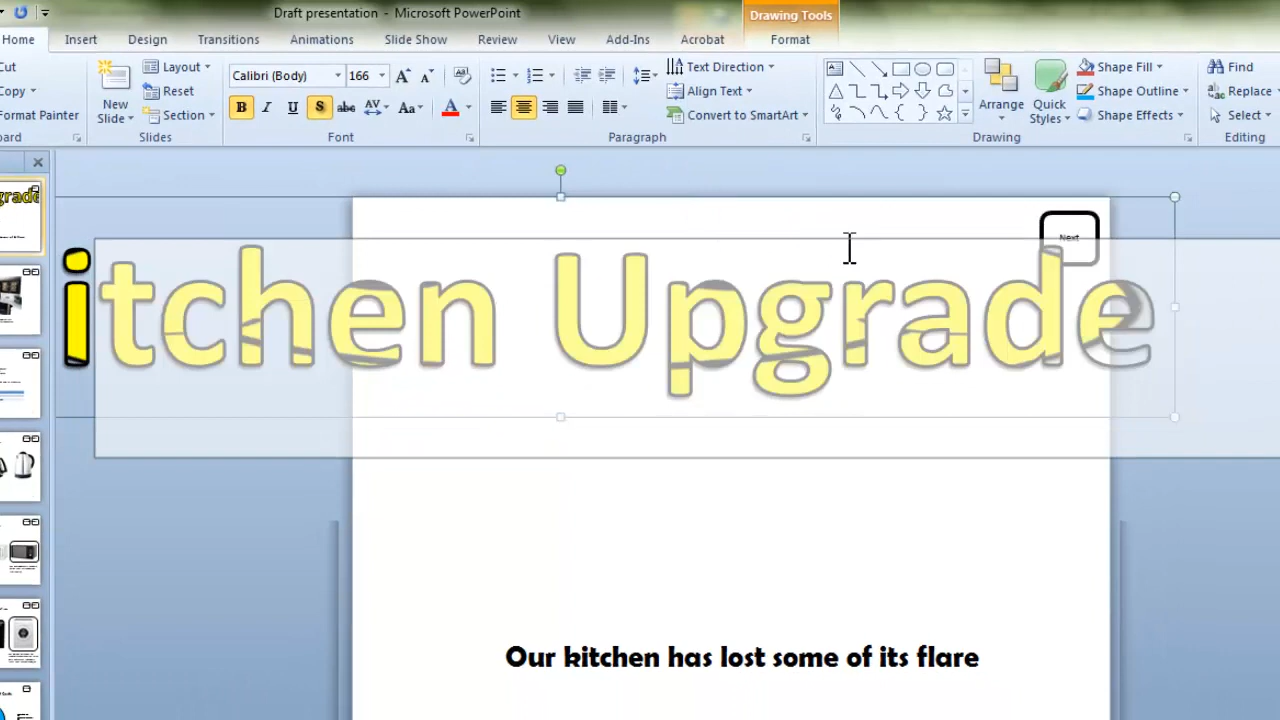 Draft presentation - Microsoft PowerPoint
Drawing Tools
Home Insert Design Transitions Animations Slide Show Review View Add-Ins Acrobat Format
Cut
Copy
Format Painter
New
Slide
Layout
Reset
Section
Slides
Calibri (Body) 166
B I U S abc AV Aa A
Font
Text Direction
Align Text
Convert to SmartArt
Paragraph
Arrange
Quick
Styles
Shape Fill
Shape Outline
Shape Effects
Drawing
Find
Replace
Select
Editing
Next
itchen Upgrade
Our kitchen has lost some of its flare